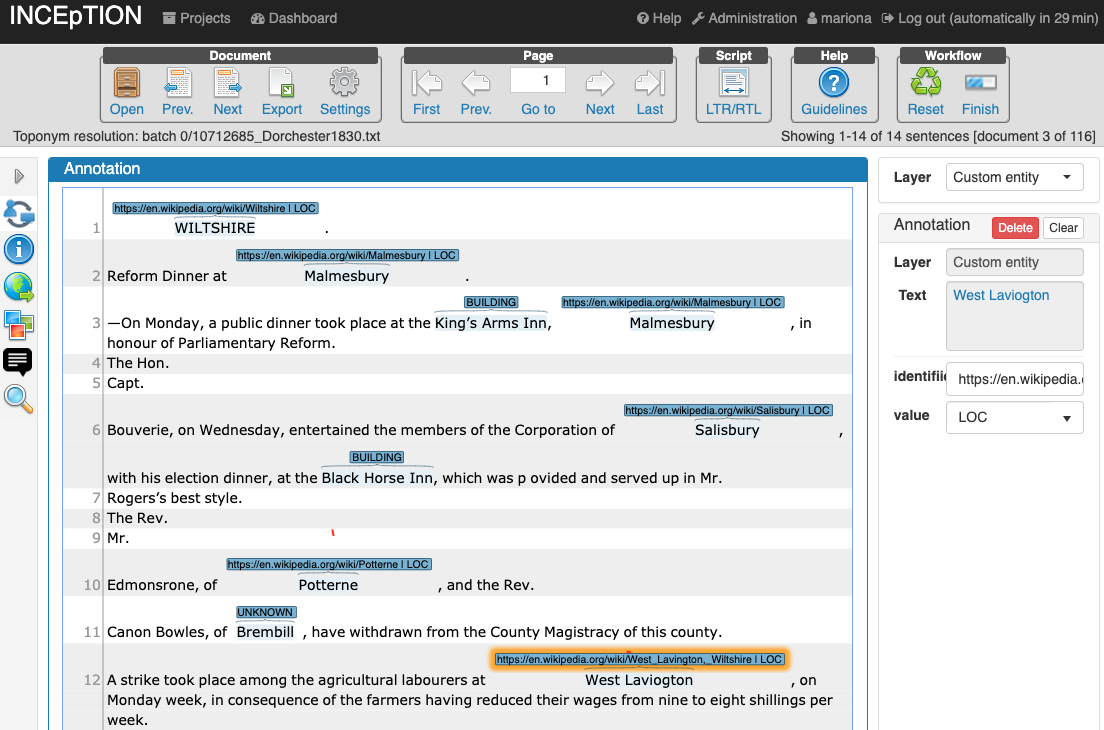 INCEpTION Projects Dashboard Help Administration mariona Log out (automatically in 29 min)
Document Page Script Help Workflow
1
Open Prev. Next Export Settings First Prev. Go to Next Last LTR/RTL Guidelines Reset Finish
Toponym resolution: batch 0/10712685_Dorchester1830.txt Showing 1-14 of 14 sentences [document 3 of 116]
Annotation
https://en.wikipedia.org/wiki/Wiltshire | LOC
1 WILTSHIRE .
https://en.wikipedia.org/wiki/Malmesbury | LOC
2 Reform Dinner at Malmesbury .
BUILDING https://en.wikipedia.org/wiki/Malmesbury | LOC
3 —On Monday, a public dinner took place at the King’s Arms Inn, Malmesbury , in
honour of Parliamentary Reform.
4 The Hon.
5 Capt.
https://en.wikipedia.org/wiki/Salisbury | LOC
6 Bouverie, on Wednesday, entertained the members of the Corporation of Salisbury ,
BUILDING
with his election dinner, at the Black Horse Inn, which was p ovided and served up in Mr.
7 Rogers’s best style.
8 The Rev.
9 Mr.
https://en.wikipedia.org/wiki/Potterne | LOC
10 Edmonsrone, of Potterne , and the Rev.
UNKNOWN
11 Canon Bowles, of Brembill , have withdrawn from the County Magistracy of this county.
https://en.wikipedia.org/wiki/West_Lavington,_Wiltshire | LOC
12 A strike took place among the agricultural labourers at West Laviogton , on
Monday week, in consequence of the farmers having reduced their wages from nine to eight shillings per
week.
Layer Custom entity
Annotation Delete Clear
Layer Custom entity
Text West Laviogton
identifie https://en.wikipedia.
value LOC